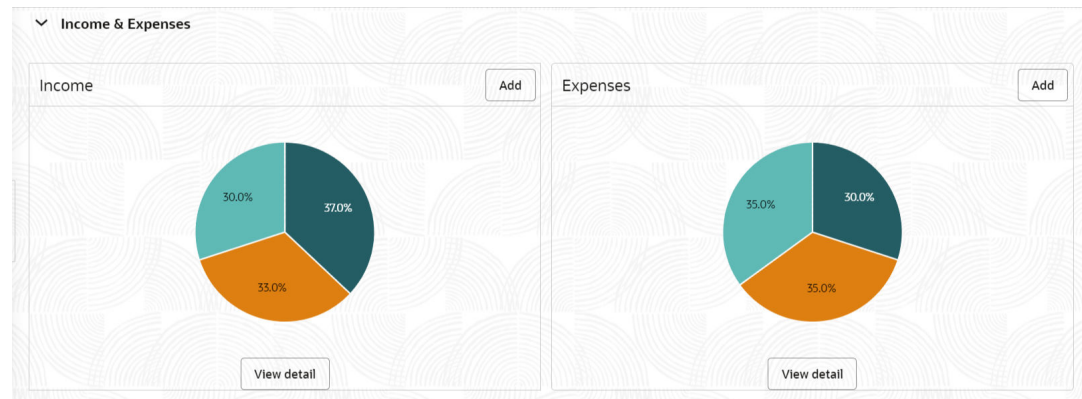 Income & Expenses
Income
Add
30.0%
37.0%
33.0%
View detail
Expenses
Add
35.0%
30.0%
35.0%
View detail